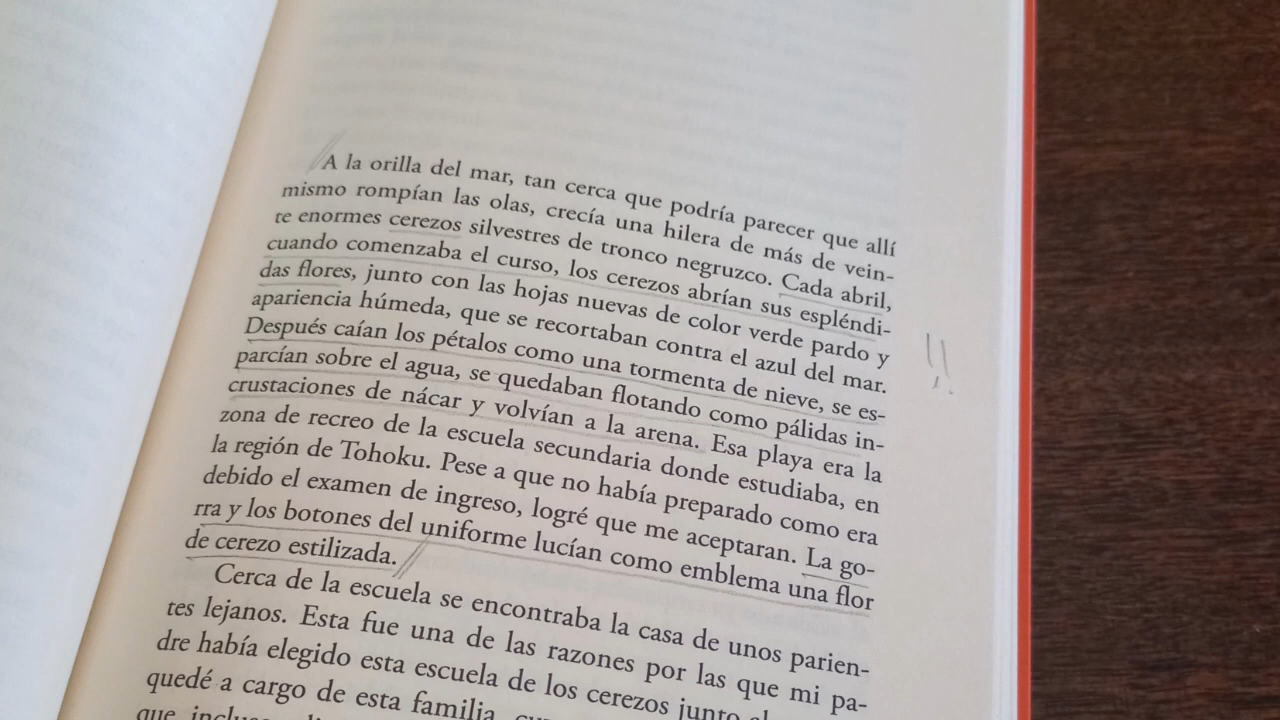 A la orilla del mar, tan cerca que podría parecer que allí
mismo rompían las olas, crecía una hilera de más de vein-
te enormes cerezos silvestres de tronco negruzco. Cada abril,
cuando comenzaba el curso, los cerezos abrían sus espléndi-
das flores, junto con las hojas nuevas de color verde pardo y
apariencia húmeda, que se recortaban contra el azul del mar.
Después caían los pétalos como una tormenta de nieve, se es-
parcían sobre el agua, se quedaban flotando como pálidas in-
crustaciones de nácar y volvían a la arena. Esa playa era la
zona de recreo de la escuela secundaria donde estudiaba, en
la región de Tohoku. Pese a que no había preparado como era
debido el examen de ingreso, logré que me aceptaran. La go-
rra y los botones del uniforme lucían como emblema una flor
de cerezo estilizada.
Cerca de la escuela se encontraba la casa de unos parien-
tes lejanos. Esta fue una de las razones por las que mi pa-
dre había elegido esta escuela de los cerezos junto al
quedé a cargo de esta familia,
que